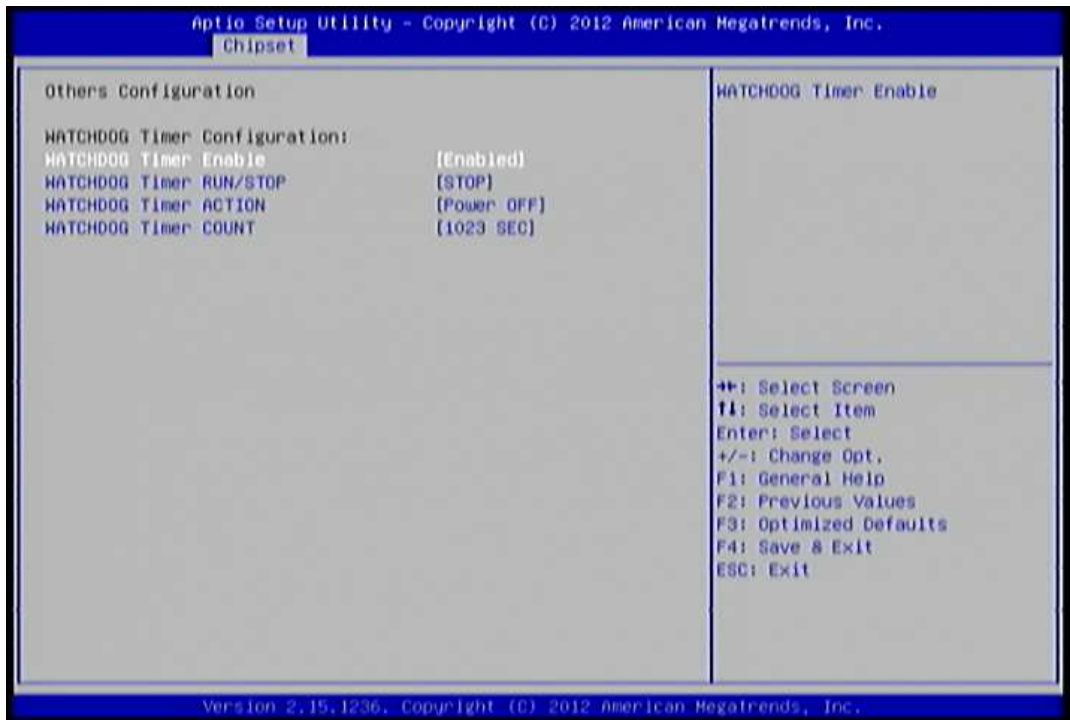 Aptio Setup Utility - Copyright (C) 2012 American Megatrends, Inc.
Chipset
Others Configuration
WATCHDOG Timer Configuration:
WATCHDOG Timer Enable [Enabled]
WATCHDOG Timer RUN/STOP [STOP]
WATCHDOG Timer ACTION [Power OFF]
WATCHDOG Timer COUNT [1023 SEC]
WATCHDOG Timer Enable
→←: Select Screen
↑↓: Select Item
Enter: Select
+/-: Change Opt.
F1: General Help
F2: Previous Values
F3: Optimized Defaults
F4: Save & Exit
ESC: Exit
Version 2.15.1236. Copyright (C) 2012 American Megatrends, Inc.